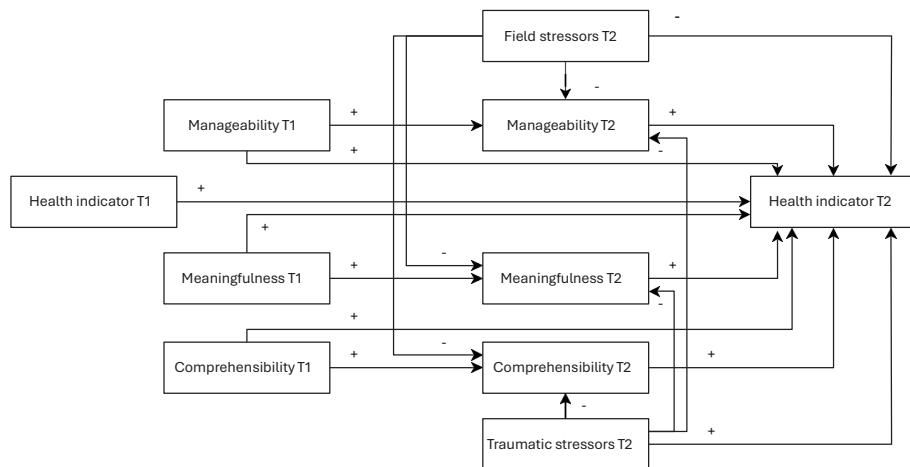 -
Field stressors T2
-
Manageability T1
+
Manageability T2
+
+
-
Health indicator T1
+
Health indicator T2
+
-
Meaningfulness T1
+
Meaningfulness T2
+
-
+
-
Comprehensibility T1
+
Comprehensibility T2
+
-
Traumatic stressors T2
+